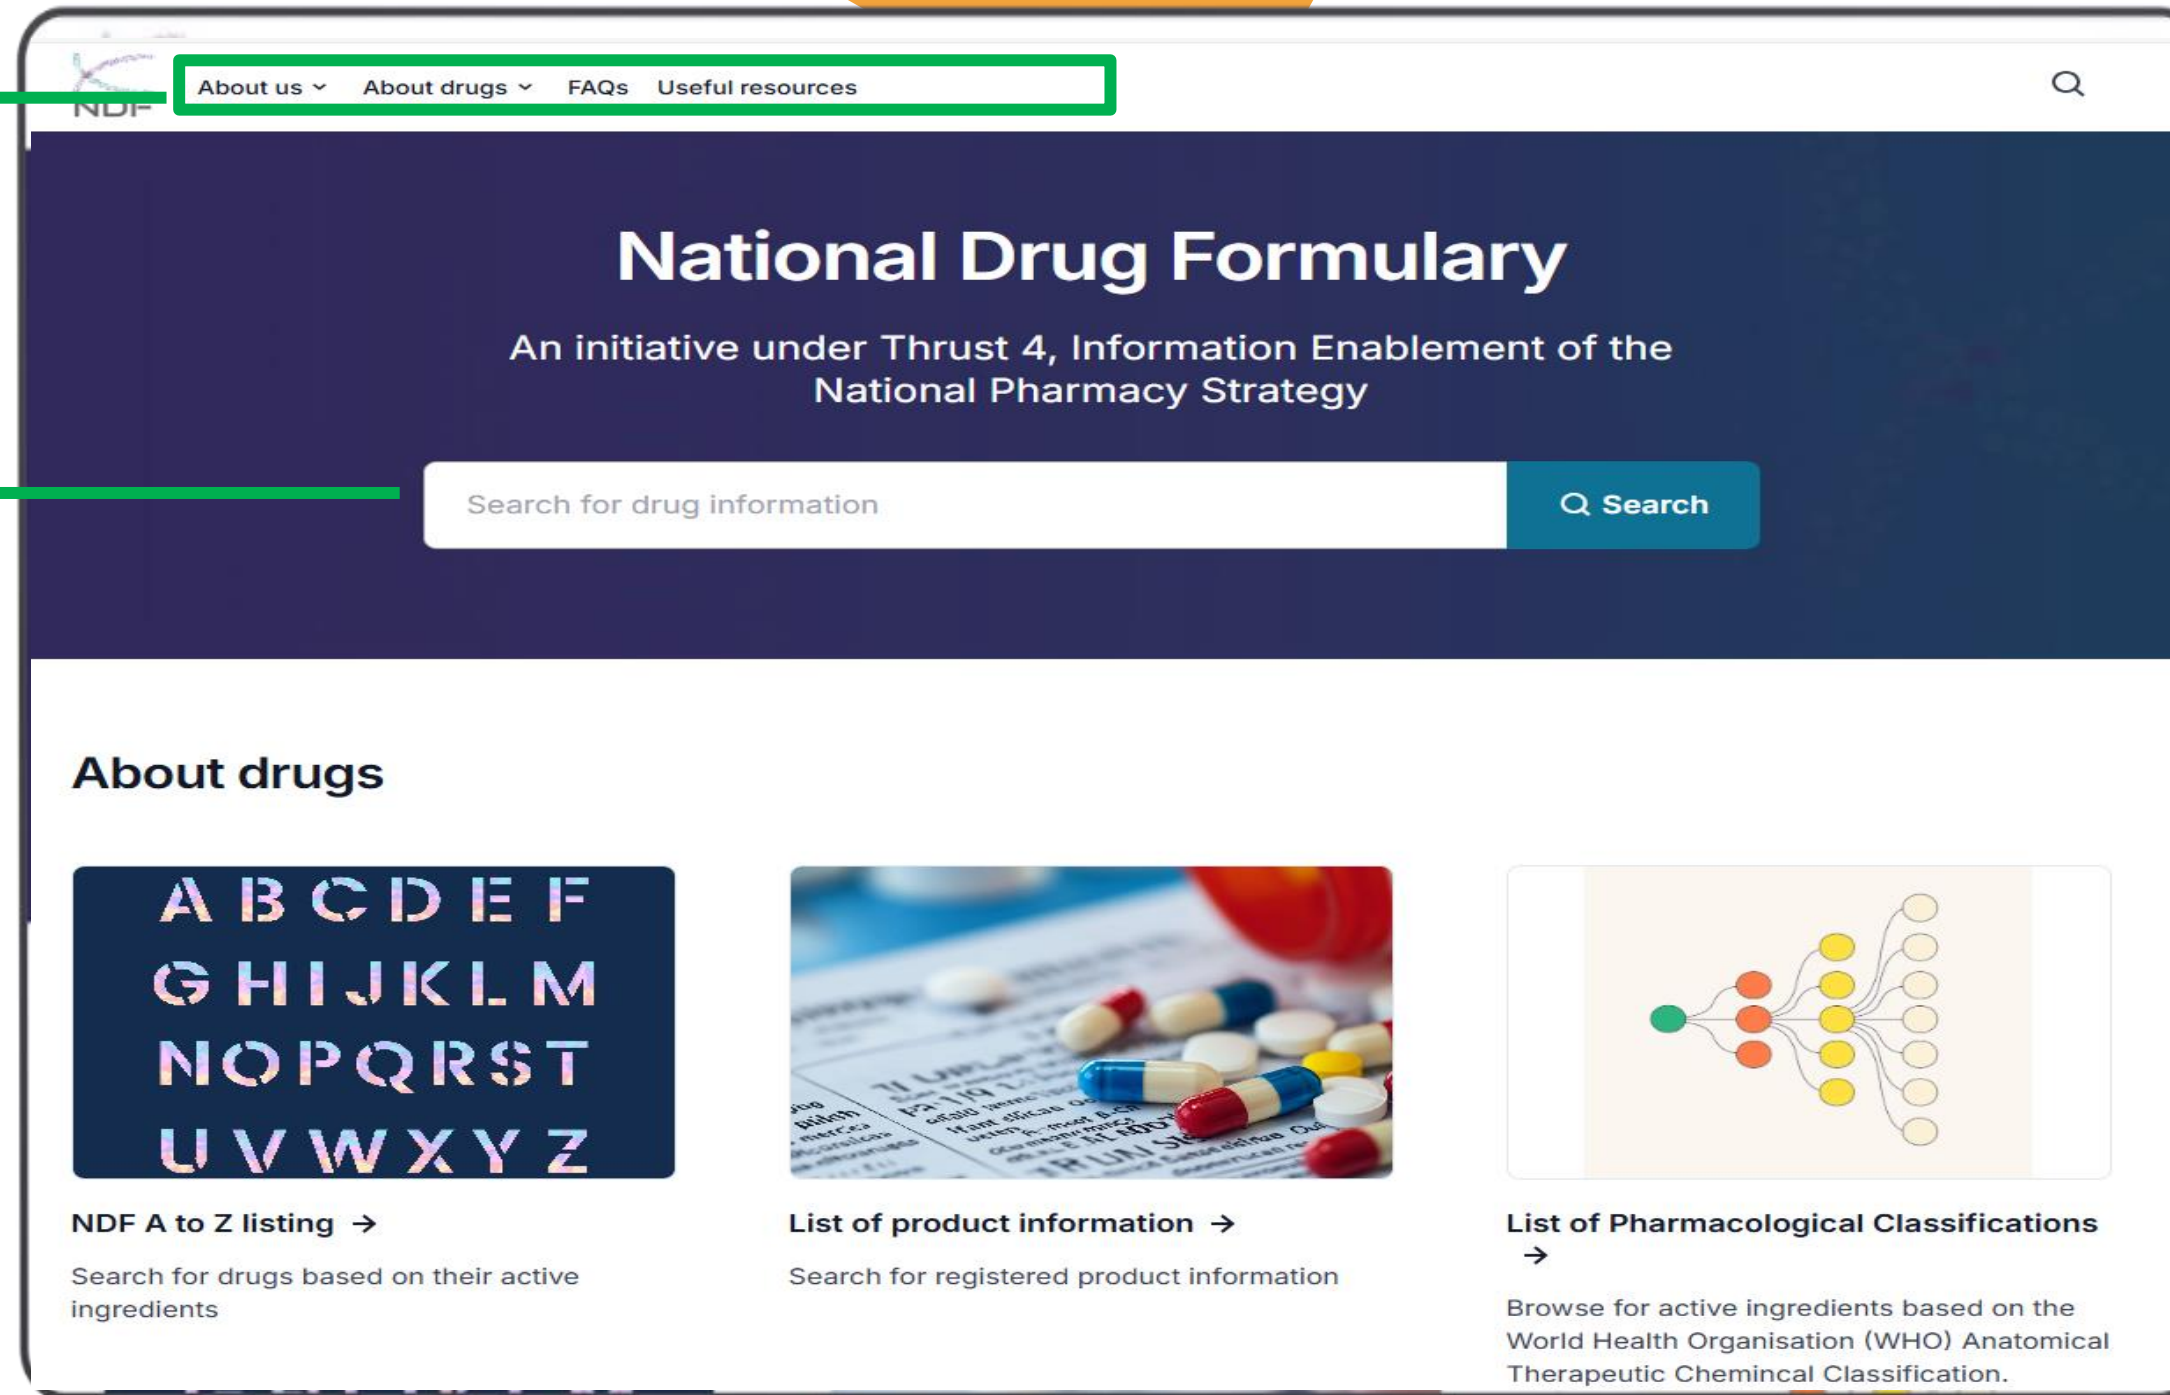 NDF
About us
About drugs
FAQs
Useful resources
National Drug Formulary
An initiative under Thrust 4, Information Enablement of the
National Pharmacy Strategy
Search for drug information
Search
About drugs
A B C D E F
G H I J K L M
N O P Q R S T
U V W X Y Z
NDF A to Z listing →
Search for drugs based on their active
ingredients
List of product information →
Search for registered product information
List of Pharmacological Classifications
→
Browse for active ingredients based on the
World Health Organisation (WHO) Anatomical
Therapeutic Chemincal Classification.